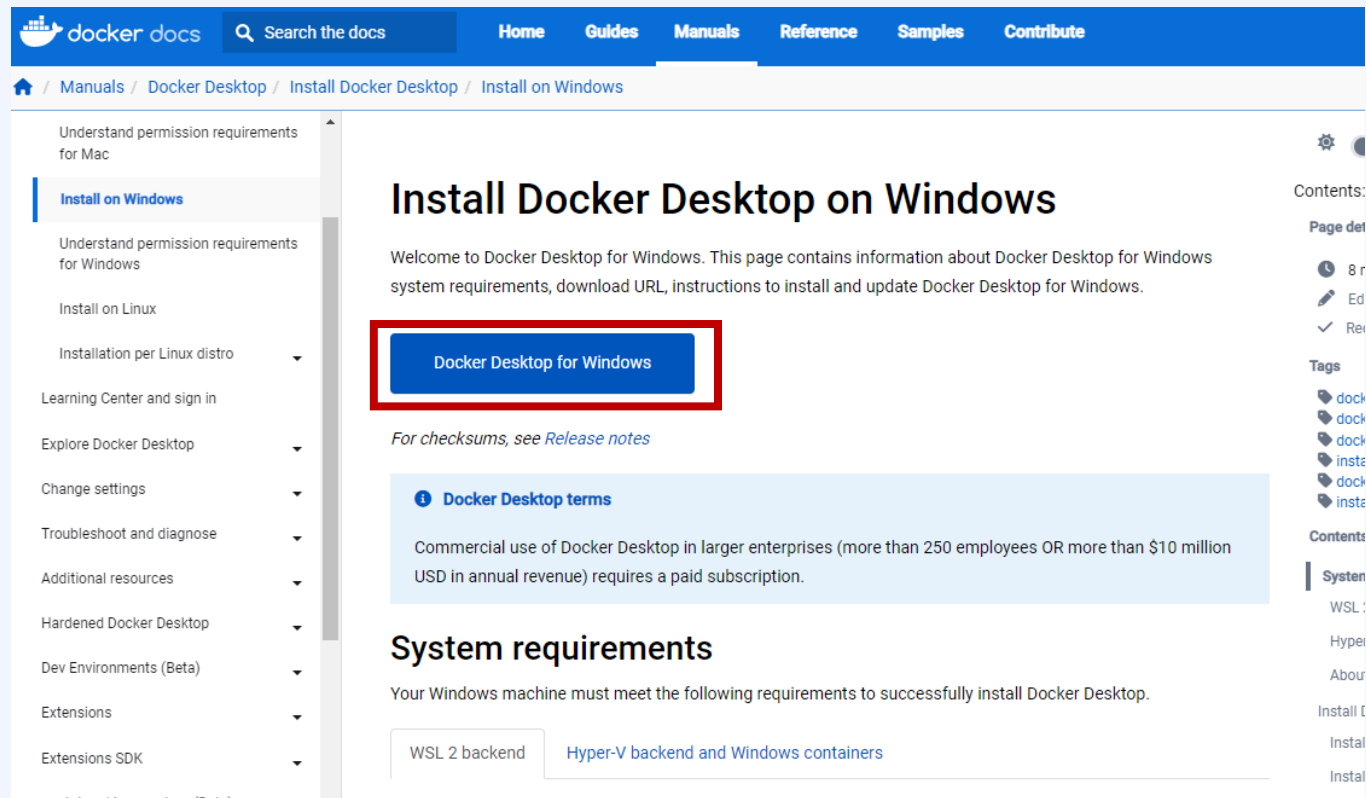 docker docs
Search the docs
Home
Guides
Manuals
Reference
Samples
Contribute
/ Manuals / Docker Desktop / Install Docker Desktop / Install on Windows
Understand permission requirements
for Mac
Install on Windows
Understand permission requirements
for Windows
Install on Linux
Installation per Linux distro
Learning Center and sign in
Explore Docker Desktop
Change settings
Troubleshoot and diagnose
Additional resources
Hardened Docker Desktop
Dev Environments (Beta)
Extensions
Extensions SDK
Install Docker Desktop on Windows
Welcome to Docker Desktop for Windows. This page contains information about Docker Desktop for Windows
system requirements, download URL, instructions to install and update Docker Desktop for Windows.
Docker Desktop for Windows
For checksums, see Release notes
Docker Desktop terms
Commercial use of Docker Desktop in larger enterprises (more than 250 employees OR more than $10 million
USD in annual revenue) requires a paid subscription.
System requirements
Your Windows machine must meet the following requirements to successfully install Docker Desktop.
WSL 2 backend
Hyper-V backend and Windows containers
Contents:
Page
8
Tags
Contents
WSL
Install